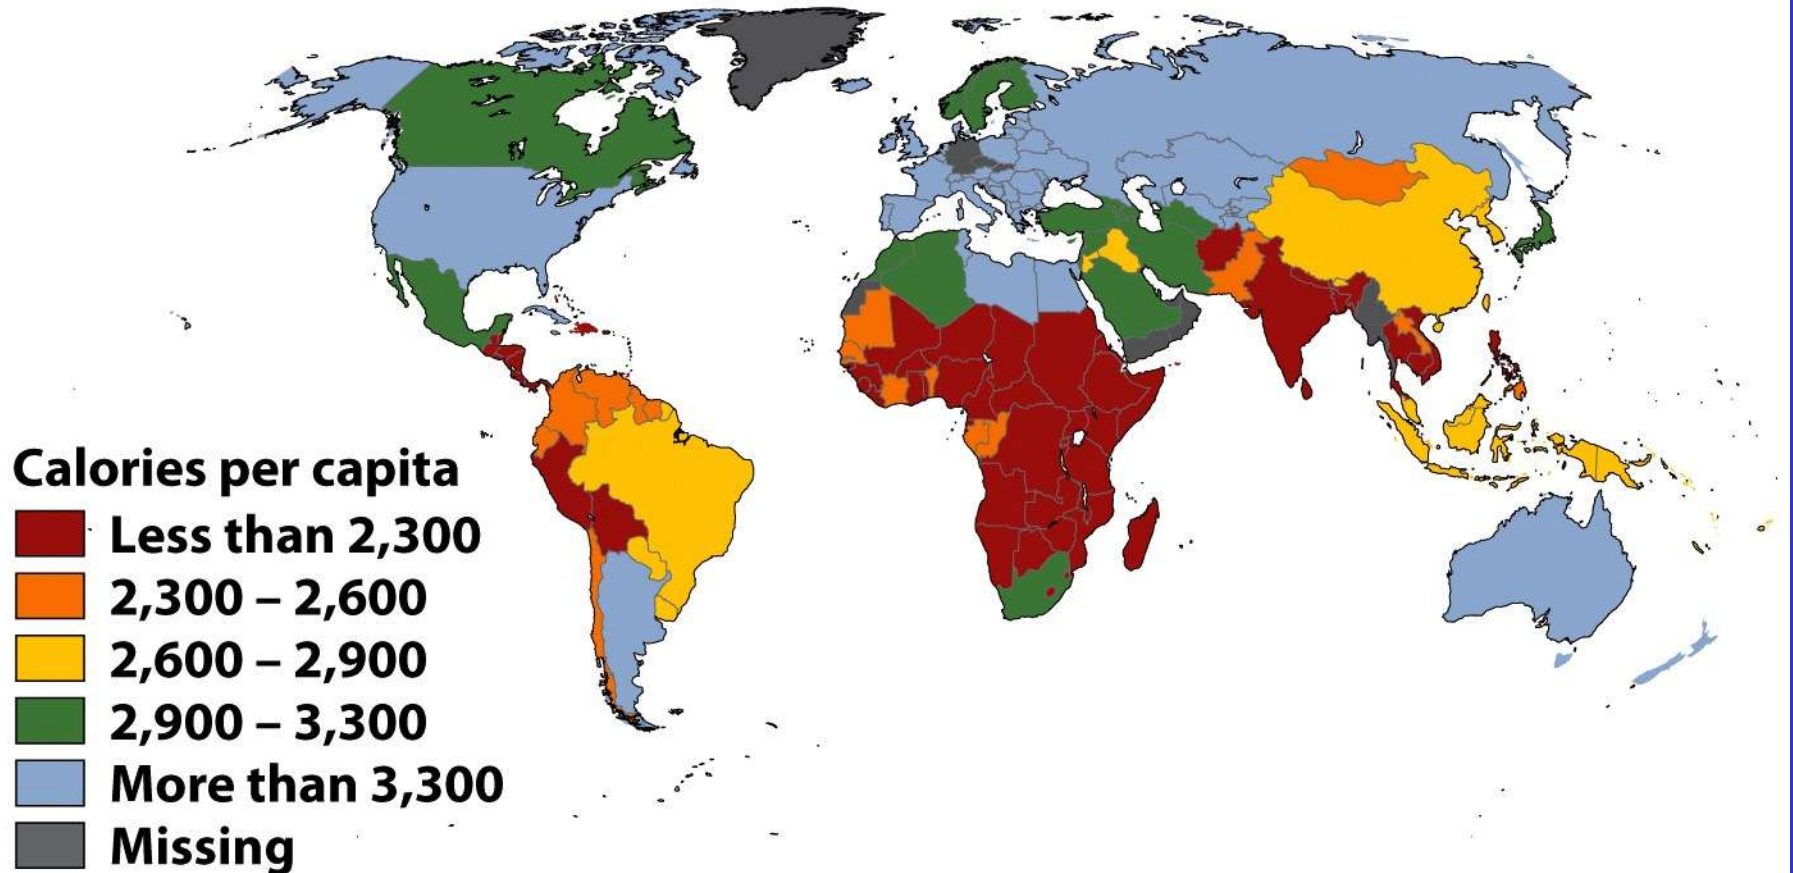 Calories per capita
Less than 2,300
2,300 – 2,600
2,600 – 2,900
2,900 – 3,300
More than 3,300
Missing